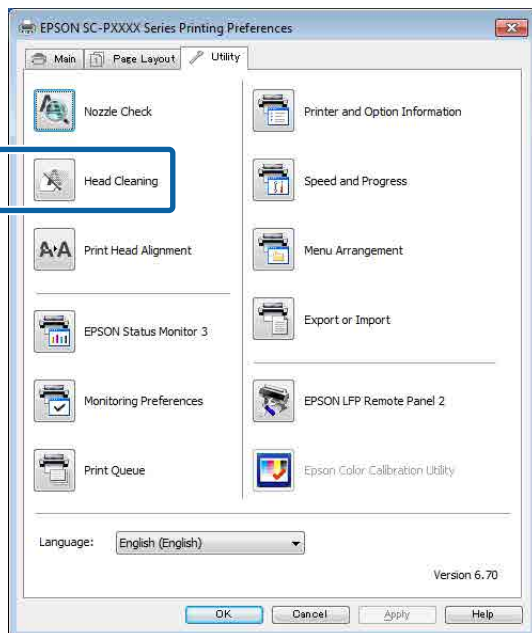 EPSON SC-PXXXX Series Printing Preferences
Main
Page Layout
Utility
Nozzle Check
Printer and Option Information
Head Cleaning
Speed and Progress
A A
Print Head Alignment
Menu Arrangement
EPSON Status Monitor 3
Export or Import
Monitoring Preferences
EPSON LFP Remote Panel 2
Print Queue
Epson Color Calibration Utility
Language: English (English)
Version 6.70
OK Cancel Apply Help